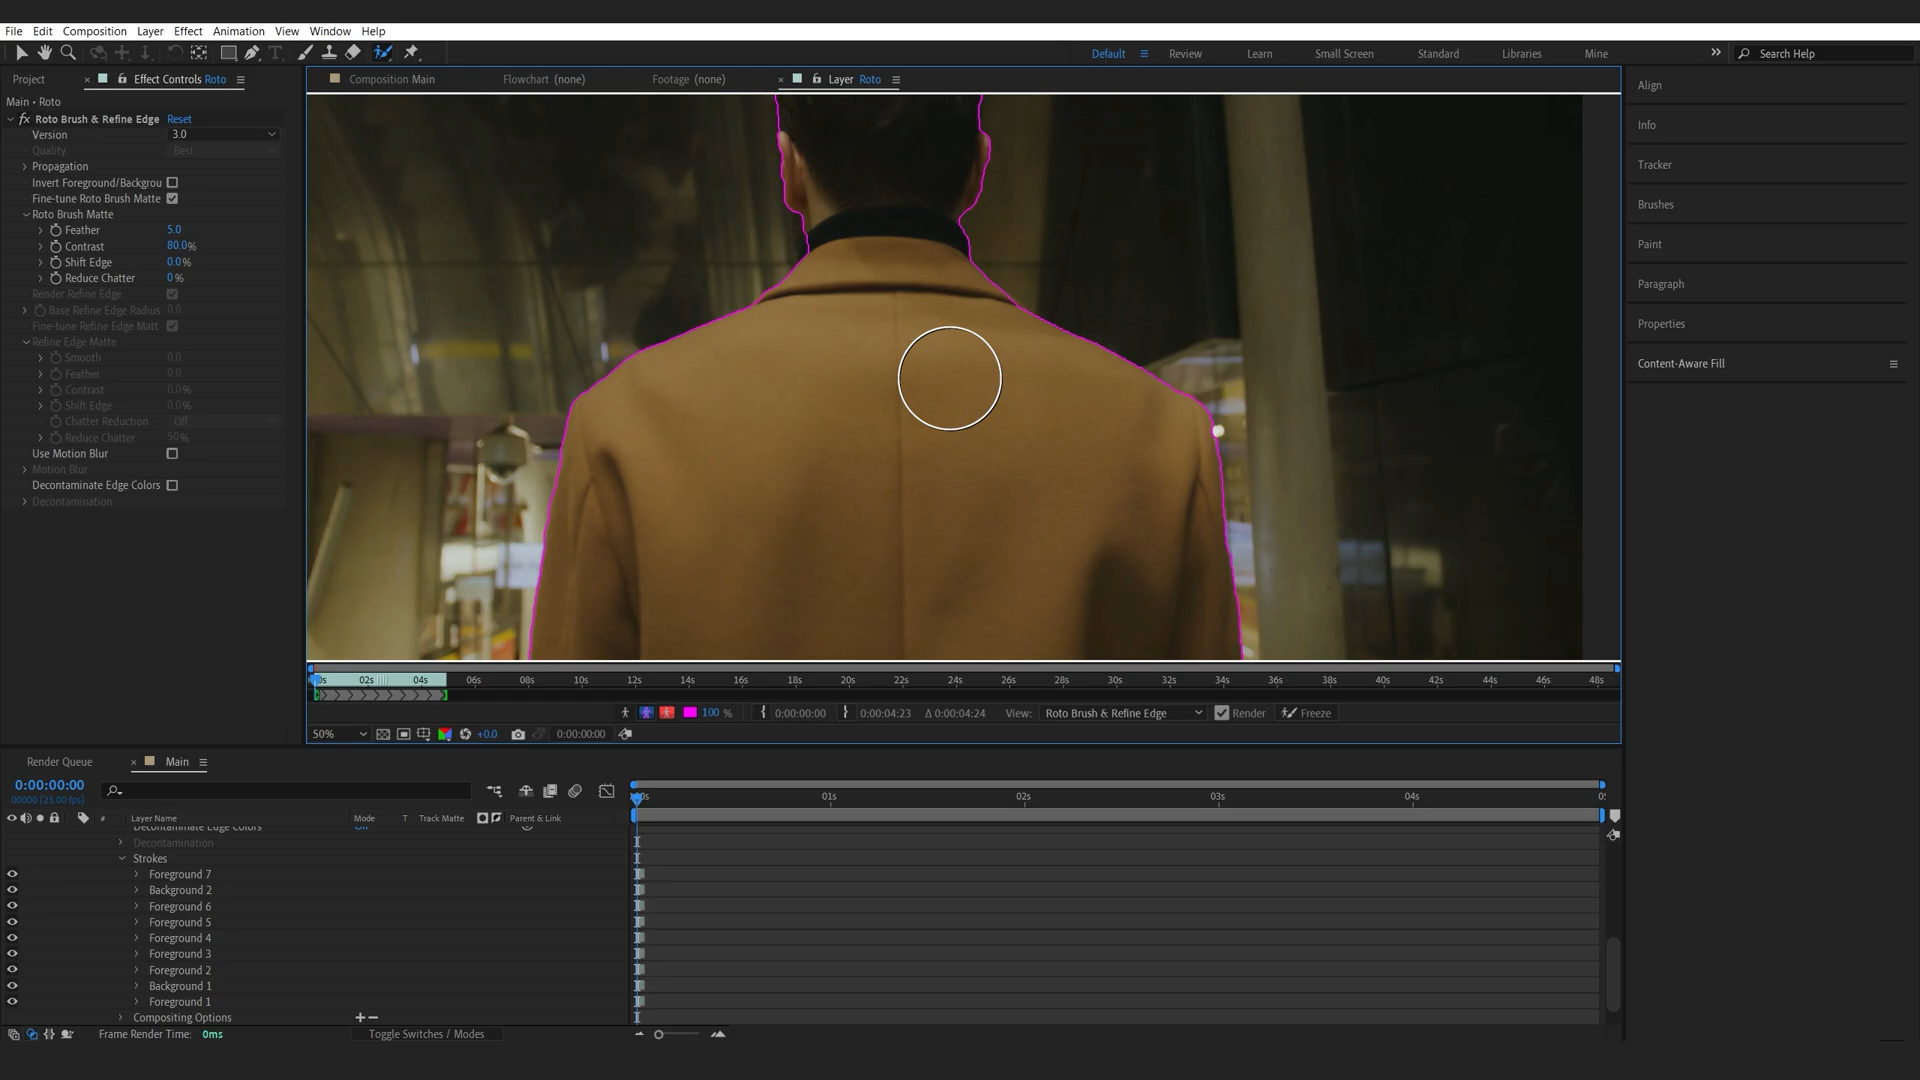 File Edit Composition Layer Effect Animation View Window Help
Default Review Learn Small Screen Standard Libraries Mine Search Help
Project Effect Controls Roto
Composition Main Flowchart (none) Footage (none) Layer Roto
Main • Roto
fx Roto Brush & Refine Edge Reset
Version 3.0
Quality Best
Propagation
Invert Foreground/Backgrou
Fine-tune Roto Brush Matte
Roto Brush Matte
Feather 5.0
Contrast 80.0%
Shift Edge 0.0%
Reduce Chatter 0%
Render Refine Edge
Base Refine Edge Radius 0.0
Fine-tune Refine Edge Matt
Refine Edge Matte
Smooth 0.0
Feather 0.0
Contrast 0.0%
Shift Edge 0.0%
Chatter Reduction Off
Reduce Chatter 50%
Use Motion Blur
Motion Blur
Decontaminate Edge Colors
Decontamination
Align
Info
Tracker
Brushes
Paint
Paragraph
Properties
Content-Aware Fill
02s 04s 06s 08s 10s 12s 14s 16s 18s 20s 22s 24s 26s 28s 30s 32s 34s 36s 38s 40s 42s 44s 46s 48s
100 % 0:00:00:00 0:00:04:23 Δ 0:00:04:24 View: Roto Brush & Refine Edge Render Freeze
50% +0.0 0:00:00:00
Render Queue Main
0:00:00:00
00000 (25.00 fps)
01s 02s 03s 04s
# Layer Name Mode T Track Matte Parent & Link
Decontaminate Edge Colors Off
Decontamination
Strokes
Foreground 7
Background 2
Foreground 6
Foreground 5
Foreground 4
Foreground 3
Foreground 2
Background 1
Foreground 1
Compositing Options
Frame Render Time: 0ms Toggle Switches / Modes